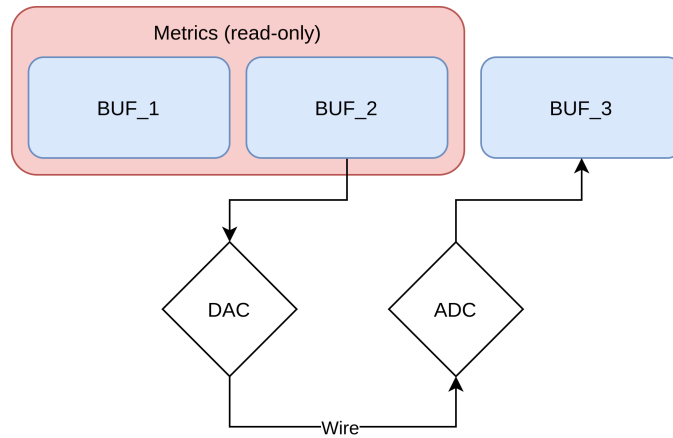 Metrics (read-only)
BUF_1
BUF_2
BUF_3
DAC
ADC
Wire